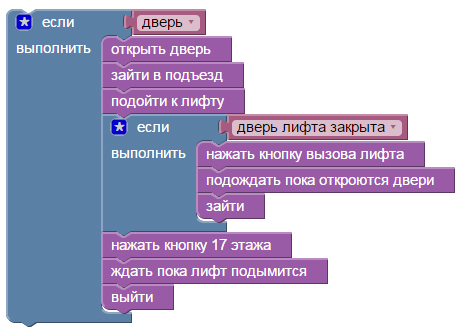 если дверь
выполнить открыть дверь
зайти в подъезд
подойти к лифту
если дверь лифта закрыта
выполнить нажать кнопку вызова лифта
подождать пока откроются двери
зайти
нажать кнопку 17 этажа
ждать пока лифт подымится
выйти